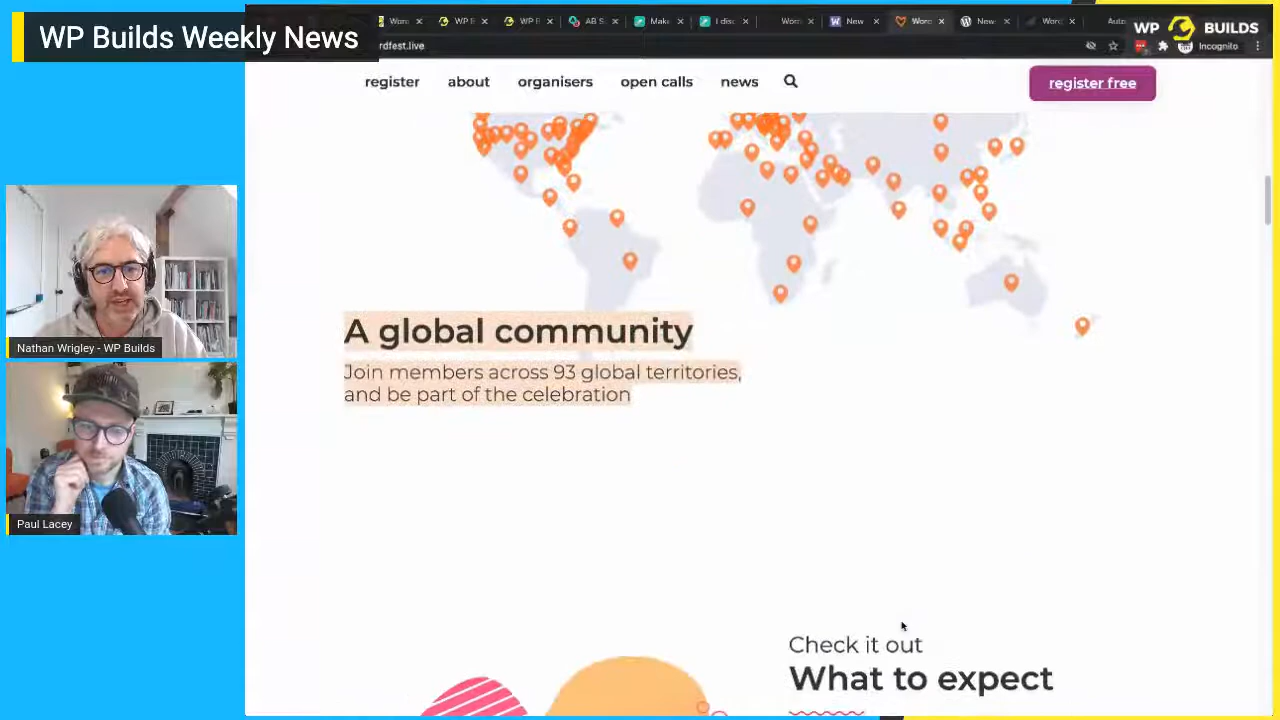 WP Builds Weekly News
WP BUILDS
Incognito
rdfest.live
register about organisers open calls news
register free
A global community
Join members across 93 global territories,
and be part of the celebration
Nathan Wrigley - WP Builds
Paul Lacey
Check it out
What to expect